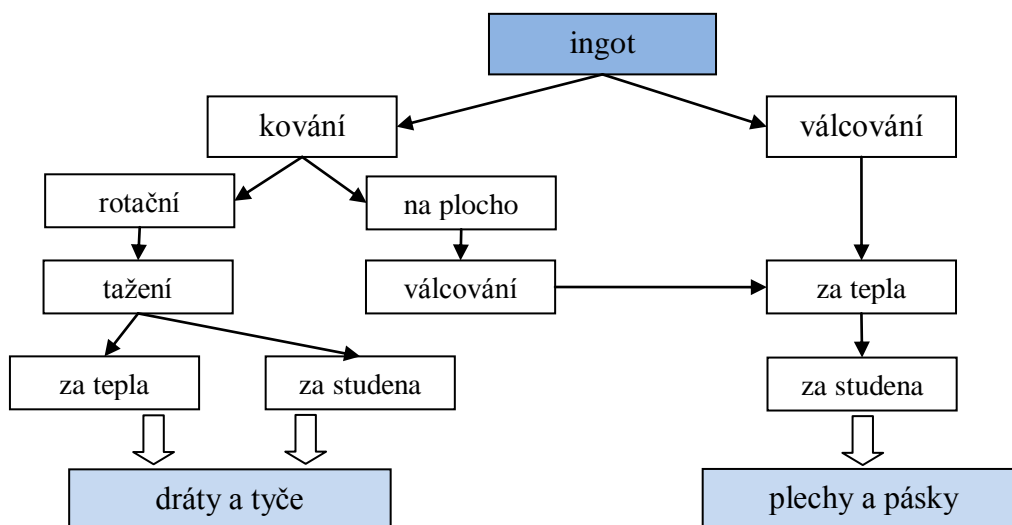 ingot
kování
válcování
rotační
na plocho
tažení
válcování
za tepla
za tepla
za studena
za studena
dráty a tyče
plechy a pásky